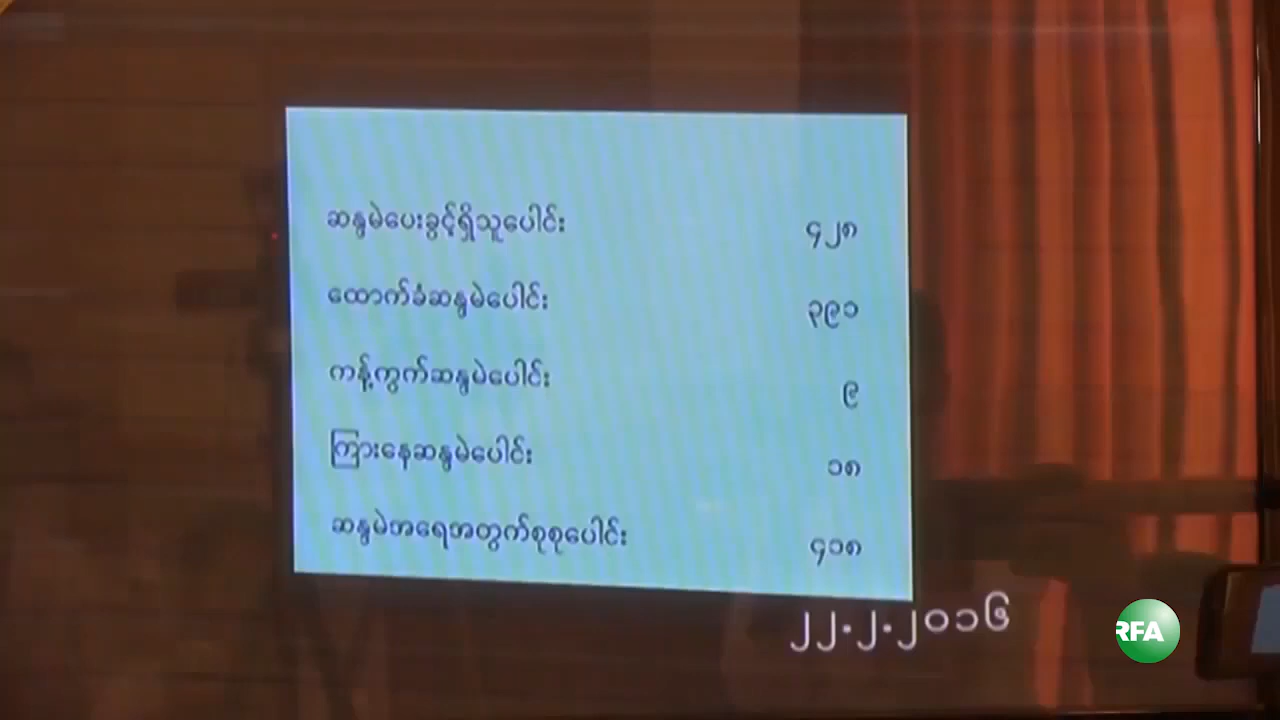 ဆန္ဒမဲပေးခွင့်ရှိသူပေါင်း ၄၂၈
ထောက်ခံဆန္ဒမဲပေါင်း ၃၉၁
ကန့်ကွက်ဆန္ဒမဲပေါင်း ၉
ကြားနေဆန္ဒမဲပေါင်း ၁၈
ဆန္ဒမဲအရေအတွက်စုစုပေါင်း ၄၁၈
၂၂.၂.၂၀၁၆
RFA